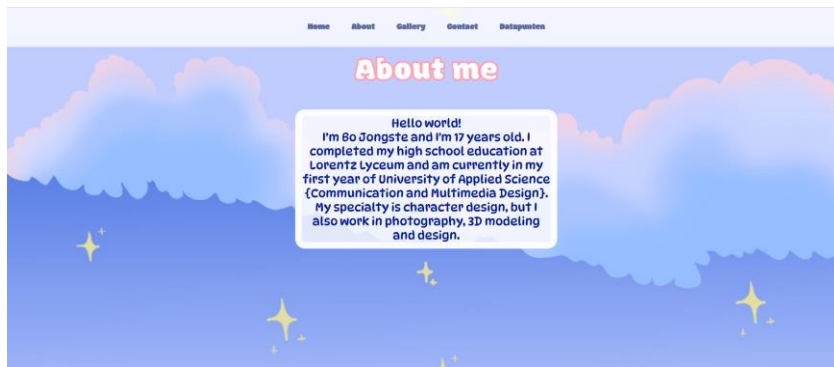 Home About Gallery Contact Datapunten
About me
Hello world!
I'm Bo Jongste and I'm 17 years old. I
completed my high school education at
Lorentz Lyceum and am currently in my
first year of University of Applied Science
{Communication and Multimedia Design}.
My specialty is character design, but I
also work in photography, 3D modeling
and design.